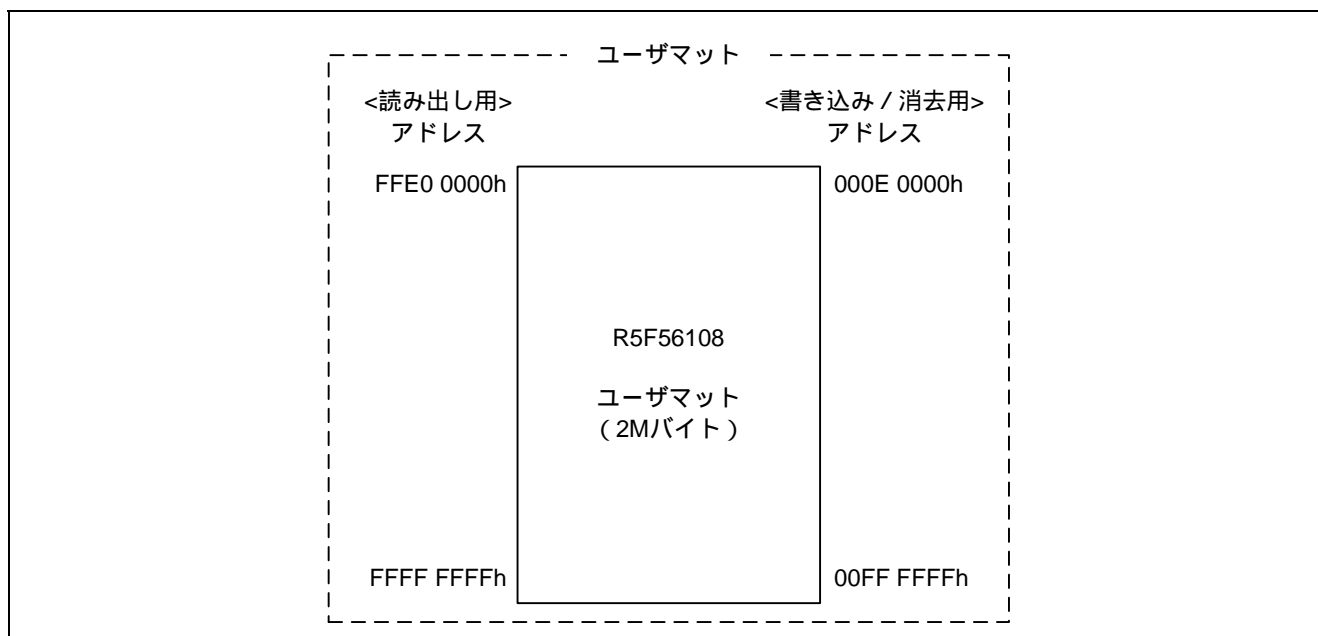 ユーザマット
<読み出し用> <書き込み / 消去用>
アドレス アドレス
FFE0 0000h 000E 0000h
R5F56108
ユーザマット
( 2Mバイト )
FFFF FFFFh 00FF FFFFh